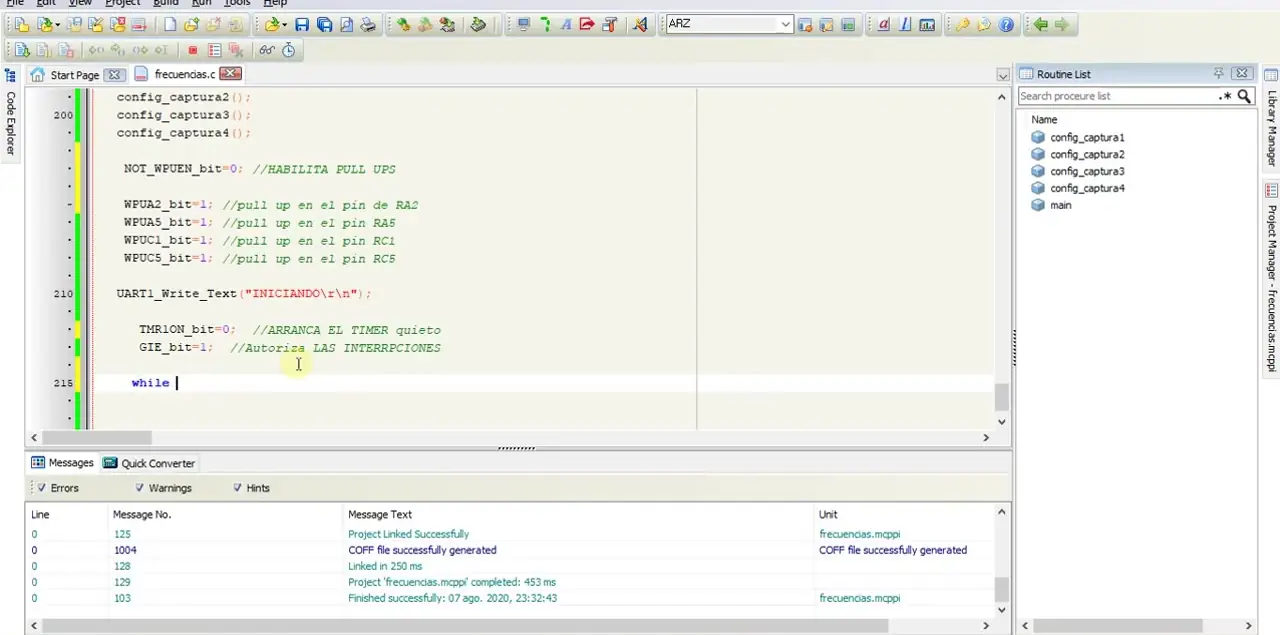 File Edit View Project Build Run Tools Help
ARZ
Start Page frecuencias.c
Code Explorer
config_captura2();
200 config_captura3();
config_captura4();
NOT_WPUEN_bit=0; //HABILITA PULL UPS
WPUA2_bit=1; //pull up en el pin de RA2
WPUA5_bit=1; //pull up en el pin RA5
WPUC1_bit=1; //pull up en el pin RC1
WPUC5_bit=1; //pull up en el pin RC5
210 UART1_Write_Text("INICIANDO\r\n");
TMR1ON_bit=0; //ARRANCA EL TIMER quieto
GIE_bit=1; //Autoriza LAS INTERRPCIONES
215 while
Routine List
Search proceure list .*
Name
config_captura1
config_captura2
config_captura3
config_captura4
main
Library Manager
Project Manager - frecuencias.mcppi
Messages Quick Converter
Errors Warnings Hints
Line Message No. Message Text Unit
0 125 Project Linked Successfully frecuencias.mcppi
0 1004 COFF file successfully generated COFF file successfully generated
0 128 Linked in 250 ms
0 129 Project 'frecuencias.mcppi' completed: 453 ms
0 103 Finished successfully: 07 ago. 2020, 23:32:43 frecuencias.mcppi